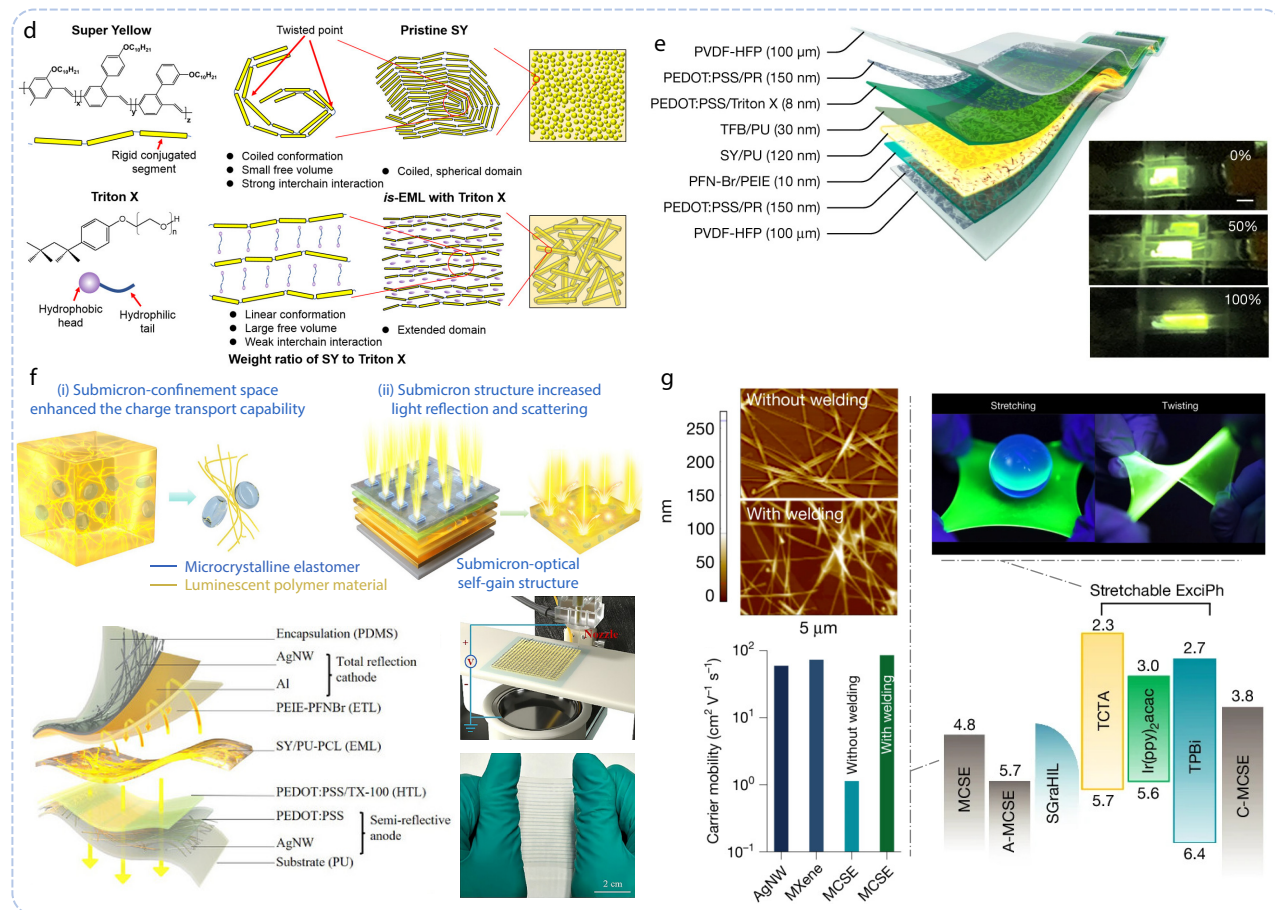 d
Super Yellow
OC₁₀H₂₁
OC₁₀H₂₁
OC₁₀H₂₁
x
y
z
Rigid conjugated
segment
Twisted point
Pristine SY
● Coiled conformation
● Small free volume
● Strong interchain interaction
● Coiled, spherical domain
Triton X
O
O
H
n
Hydrophobic
head
Hydrophilic
tail
is-EML with Triton X
● Linear conformation
● Large free volume
● Weak interchain interaction
● Extended domain
Weight ratio of SY to Triton X
e
PVDF-HFP (100 μm)
PEDOT:PSS/PR (150 nm)
PEDOT:PSS/Triton X (8 nm)
TFB/PU (30 nm)
SY/PU (120 nm)
PFN-Br/PEIE (10 nm)
PEDOT:PSS/PR (150 nm)
PVDF-HFP (100 μm)
0%
50%
100%
f
(i) Submicron-confinement space
enhanced the charge transport capability
(ii) Submicron structure increased
light reflection and scattering
Microcrystalline elastomer
Luminescent polymer material
Submicron-optical
self-gain structure
Encapsulation (PDMS)
AgNW
Al
Total reflection
cathode
PEIE-PFNBr (ETL)
SY/PU-PCL (EML)
PEDOT:PSS/TX-100 (HTL)
PEDOT:PSS
AgNW
Semi-reflective
anode
Substrate (PU)
Nozzle
+
V
−
2 cm
g
250
200
150
100
50
0
nm
Without welding
With welding
5 μm
Carrier mobility (cm² V⁻¹ s⁻¹)
10²
10¹
10⁰
10⁻¹
Without welding
With welding
AgNW
MXene
MCSE
MCSE
Stretching
Twisting
Stretchable ExciPh
2.3
3.0
2.7
3.8
4.8
5.7
MCSE
A-MCSE
SGraHIL
TCTA
Ir(ppy)₂acac
TPBi
C-MCSE
5.7
5.6
6.4